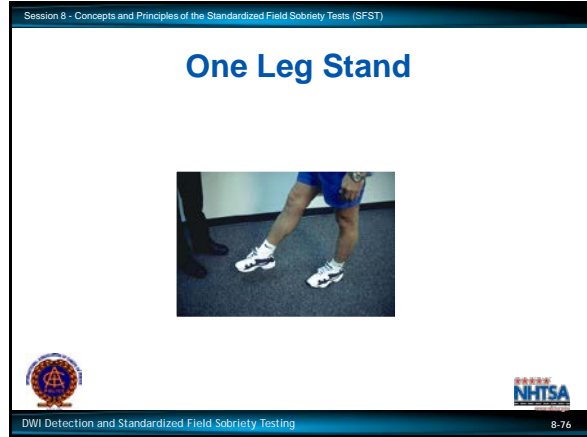 Session 8 - Concepts and Principles of the Standardized Field Sobriety Tests (SFST)
One Leg Stand
NHTSA
DWI Detection and Standardized Field Sobriety Testing
8-76